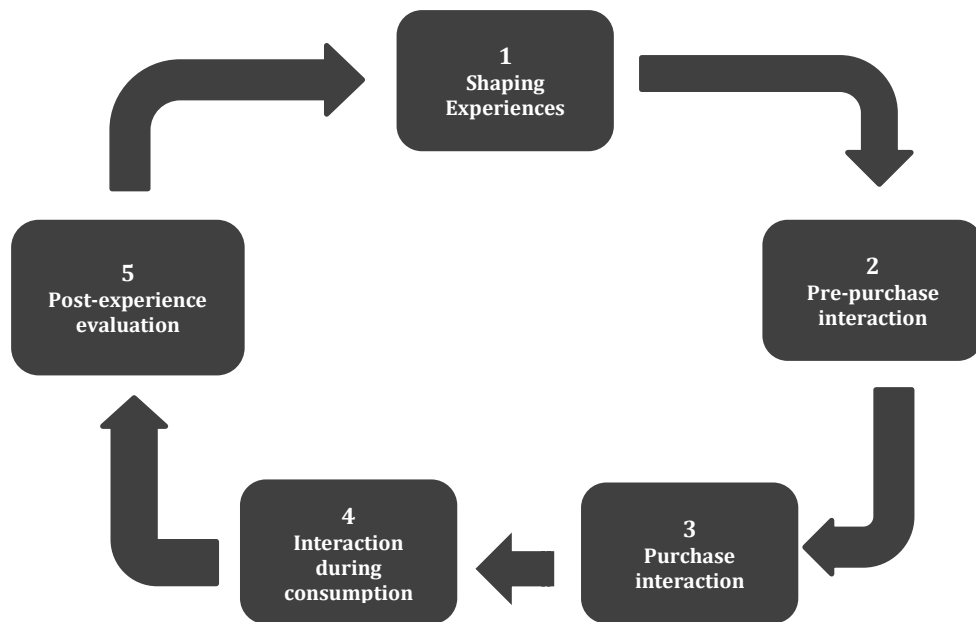 1
Shaping
Experiences
2
Pre-purchase
interaction
3
Purchase
interaction
4
Interaction
during
consumption
5
Post-experience
evaluation